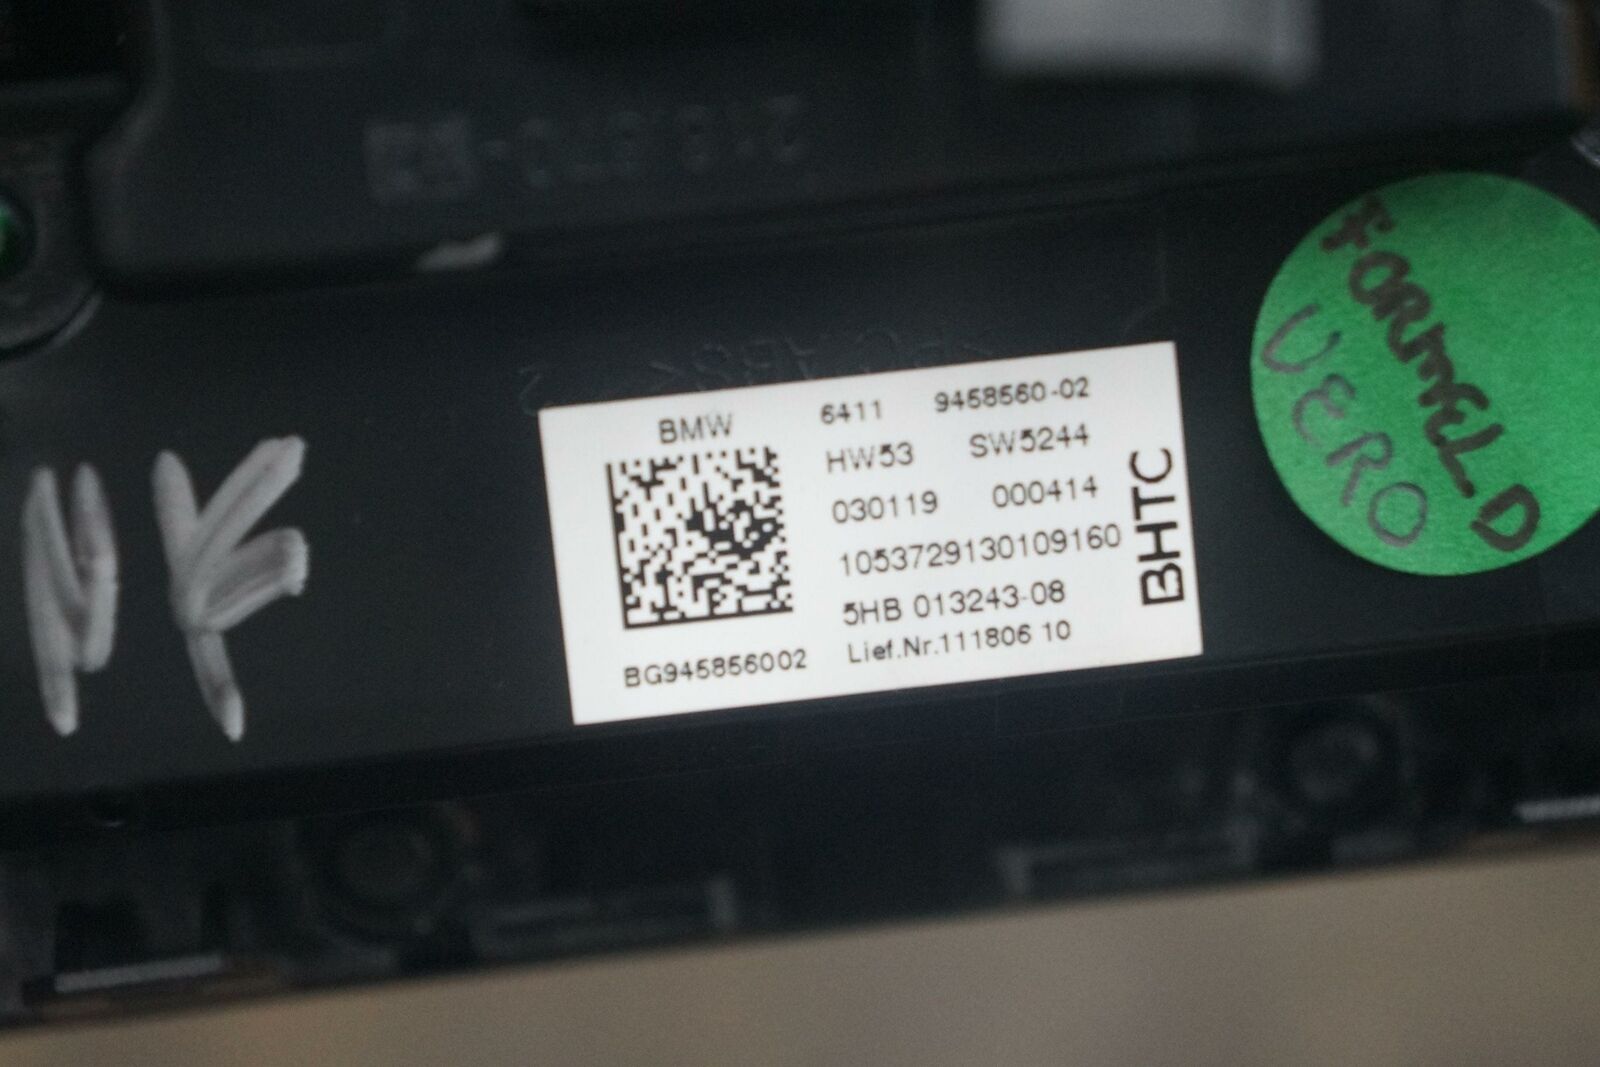 BMW
6411 9458560-02
HW53 SW5244
030119 000414
1053729130109160
5HB 013243-08
Lief.Nr.111806 10
BG945856002
BHTC
FORMEL D
VERO